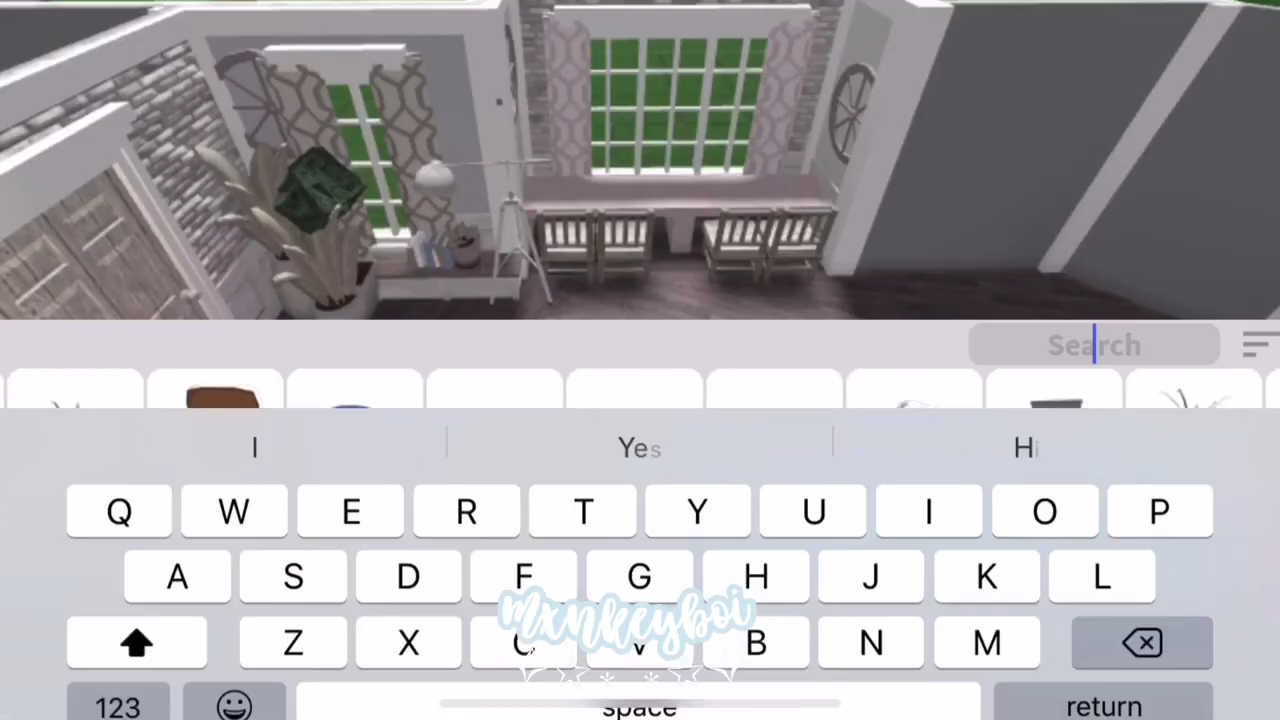 Search
I Yes Hi
Q W E R T Y U I O P
A S D F G H J K L
Z X C V B N M
mxnkeyboi
123 space return